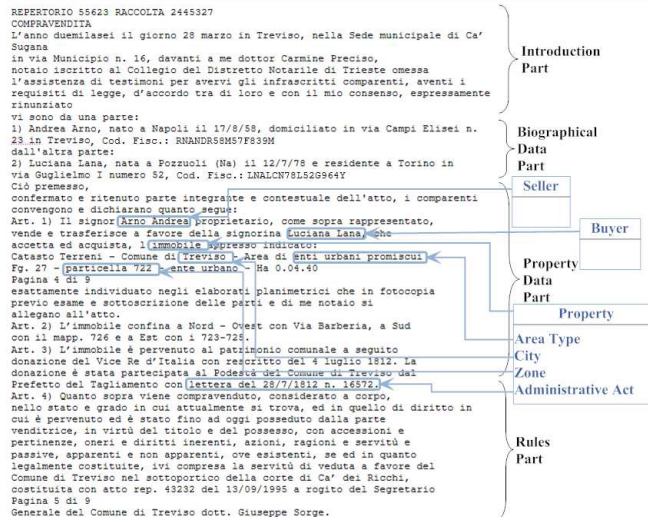 REPERTORIO 55623 RACCOLTA 2445327
COMPRAVENDITA
L'anno duemilasei il giorno 28 marzo in Treviso, nella Sede municipale di Ca'
Sugana
in via Municipio n. 16, davanti a me dottor Carmine Preciso,
notaio iscritto al Collegio del Distretto Notarile di Trieste omessa
l'assistenza di testimoni per avervi gli infrascritti comparenti, aventi i
requisiti di legge, d'accordo tra di loro e con il mio consenso, espressamente
rinunziato
vi sono da una parte:
1) Andrea Arno, nato a Napoli il 17/8/58, domiciliato in via Campi Elisei n.
23 in Treviso, Cod. Fisc.: RNANDR58M57F839M
dall'altra parte:
2) Luciana Lana, nata a Pozzuoli (Na) il 12/7/78 e residente a Torino in
via Guglielmo I numero 52, Cod. Fisc.: LNALCN78L52G964Y
Ciò premesso,
confermato e ritenuto parte integrante e contestuale dell'atto, i comparenti
convengono e dichiarano quanto segue:
Art. 1) Il signor Arno Andrea proprietario, come sopra rappresentato,
vende e trasferisce a favore della signorina Luciana Lana, che
accetta ed acquista, l immobile appresso indicato:
Catasto Terreni - Comune di Treviso - Area di enti urbani promiscui
Fg. 27 - particella 722 - ente urbano - Ha 0.04.40
Pagina 4 di 9
esattamente individuato negli elaborati planimetrici che in fotocopia
previo esame e sottoscrizione delle parti e di me notaio si
allegano all'atto.
Art. 2) L'immobile confina a Nord - Ovest con Via Barberia, a Sud
con il mapp. 726 e a Est con i 723-725.
Art. 3) L'immobile è pervenuto al patrimonio comunale a seguito
donazione del Vice Re d'Italia con rescritto del 4 luglio 1812. La
donazione è stata partecipata al Podestà del Comune di Treviso dal
Prefetto del Tagliamento con lettera del 28/7/1812 n. 16572.
Art. 4) Quanto sopra viene compravenduto, considerato a corpo,
nello stato e grado in cui attualmente si trova, ed in quello di diritto in
cui è pervenuto ed è stato fino ad oggi posseduto dalla parte
venditrice, in virtù del titolo e del possesso, con accessioni e
pertinenze, oneri e diritti inerenti, azioni, ragioni e servitù e
passive, apparenti e non apparenti, ove esistenti, se ed in quanto
legalmente costituite, ivi compresa la servitù di veduta a favore del
Comune di Treviso nel sottoportico della corte di Ca' dei Ricchi,
costituita con atto rep. 43232 del 13/09/1995 a rogito del Segretario
Pagina 5 di 9
Generale del Comune di Treviso dott. Giuseppe Sorge.
Introduction
Part
Biographical
Data
Part
Seller
Buyer
Property
Data
Part
Property
Area Type
City
Zone
Administrative Act
Rules
Part